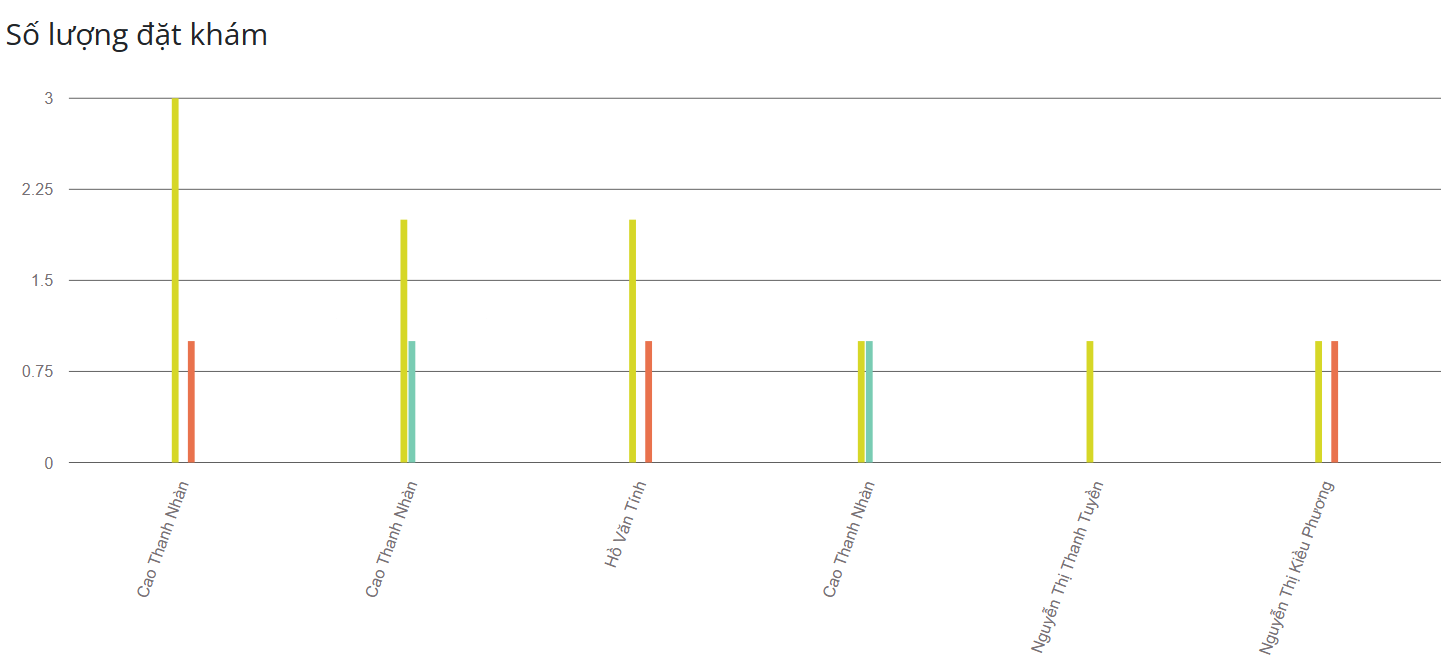 Số lượng đặt khám
3
2.25
1.5
0.75
0
Cao Thanh Nhàn
Cao Thanh Nhàn
Hồ Văn Tính
Cao Thanh Nhàn
Nguyễn Thị Thanh Tuyền
Nguyễn Thị Kiều Phương